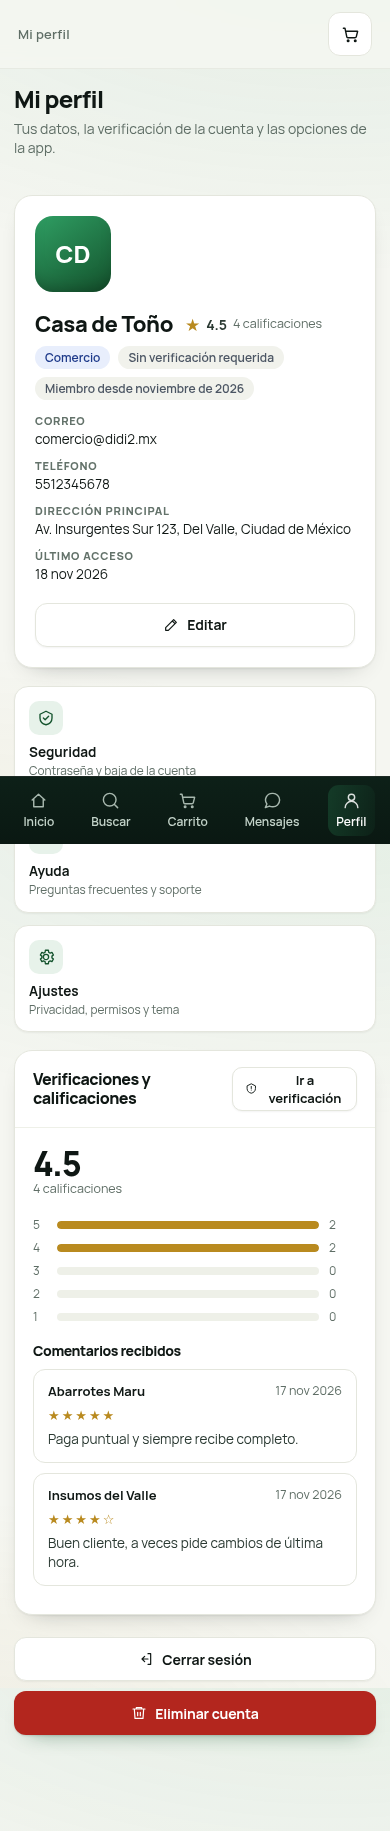 Mi perfil
Mi perfil
Tus datos, la verificación de la cuenta y las opciones de
la app.
CD
Casa de Toño ★ 4.5 4 calificaciones
Comercio Sin verificación requerida
Miembro desde noviembre de 2026
CORREO
comercio@didi2.mx
TELÉFONO
5512345678
DIRECCIÓN PRINCIPAL
Av. Insurgentes Sur 123, Del Valle, Ciudad de México
ÚLTIMO ACCESO
18 nov 2026
Editar
Seguridad
Contraseña y baja de la cuenta
Inicio Buscar Carrito Mensajes Perfil
Ayuda
Preguntas frecuentes y soporte
Ajustes
Privacidad, permisos y tema
Verificaciones y
calificaciones
Ir a
verificación
4.5
4 calificaciones
5 2
4 2
3 0
2 0
1 0
Comentarios recibidos
Abarrotes Maru 17 nov 2026
★★★★★
Paga puntual y siempre recibe completo.
Insumos del Valle 17 nov 2026
★★★★☆
Buen cliente, a veces pide cambios de última
hora.
Cerrar sesión
Eliminar cuenta